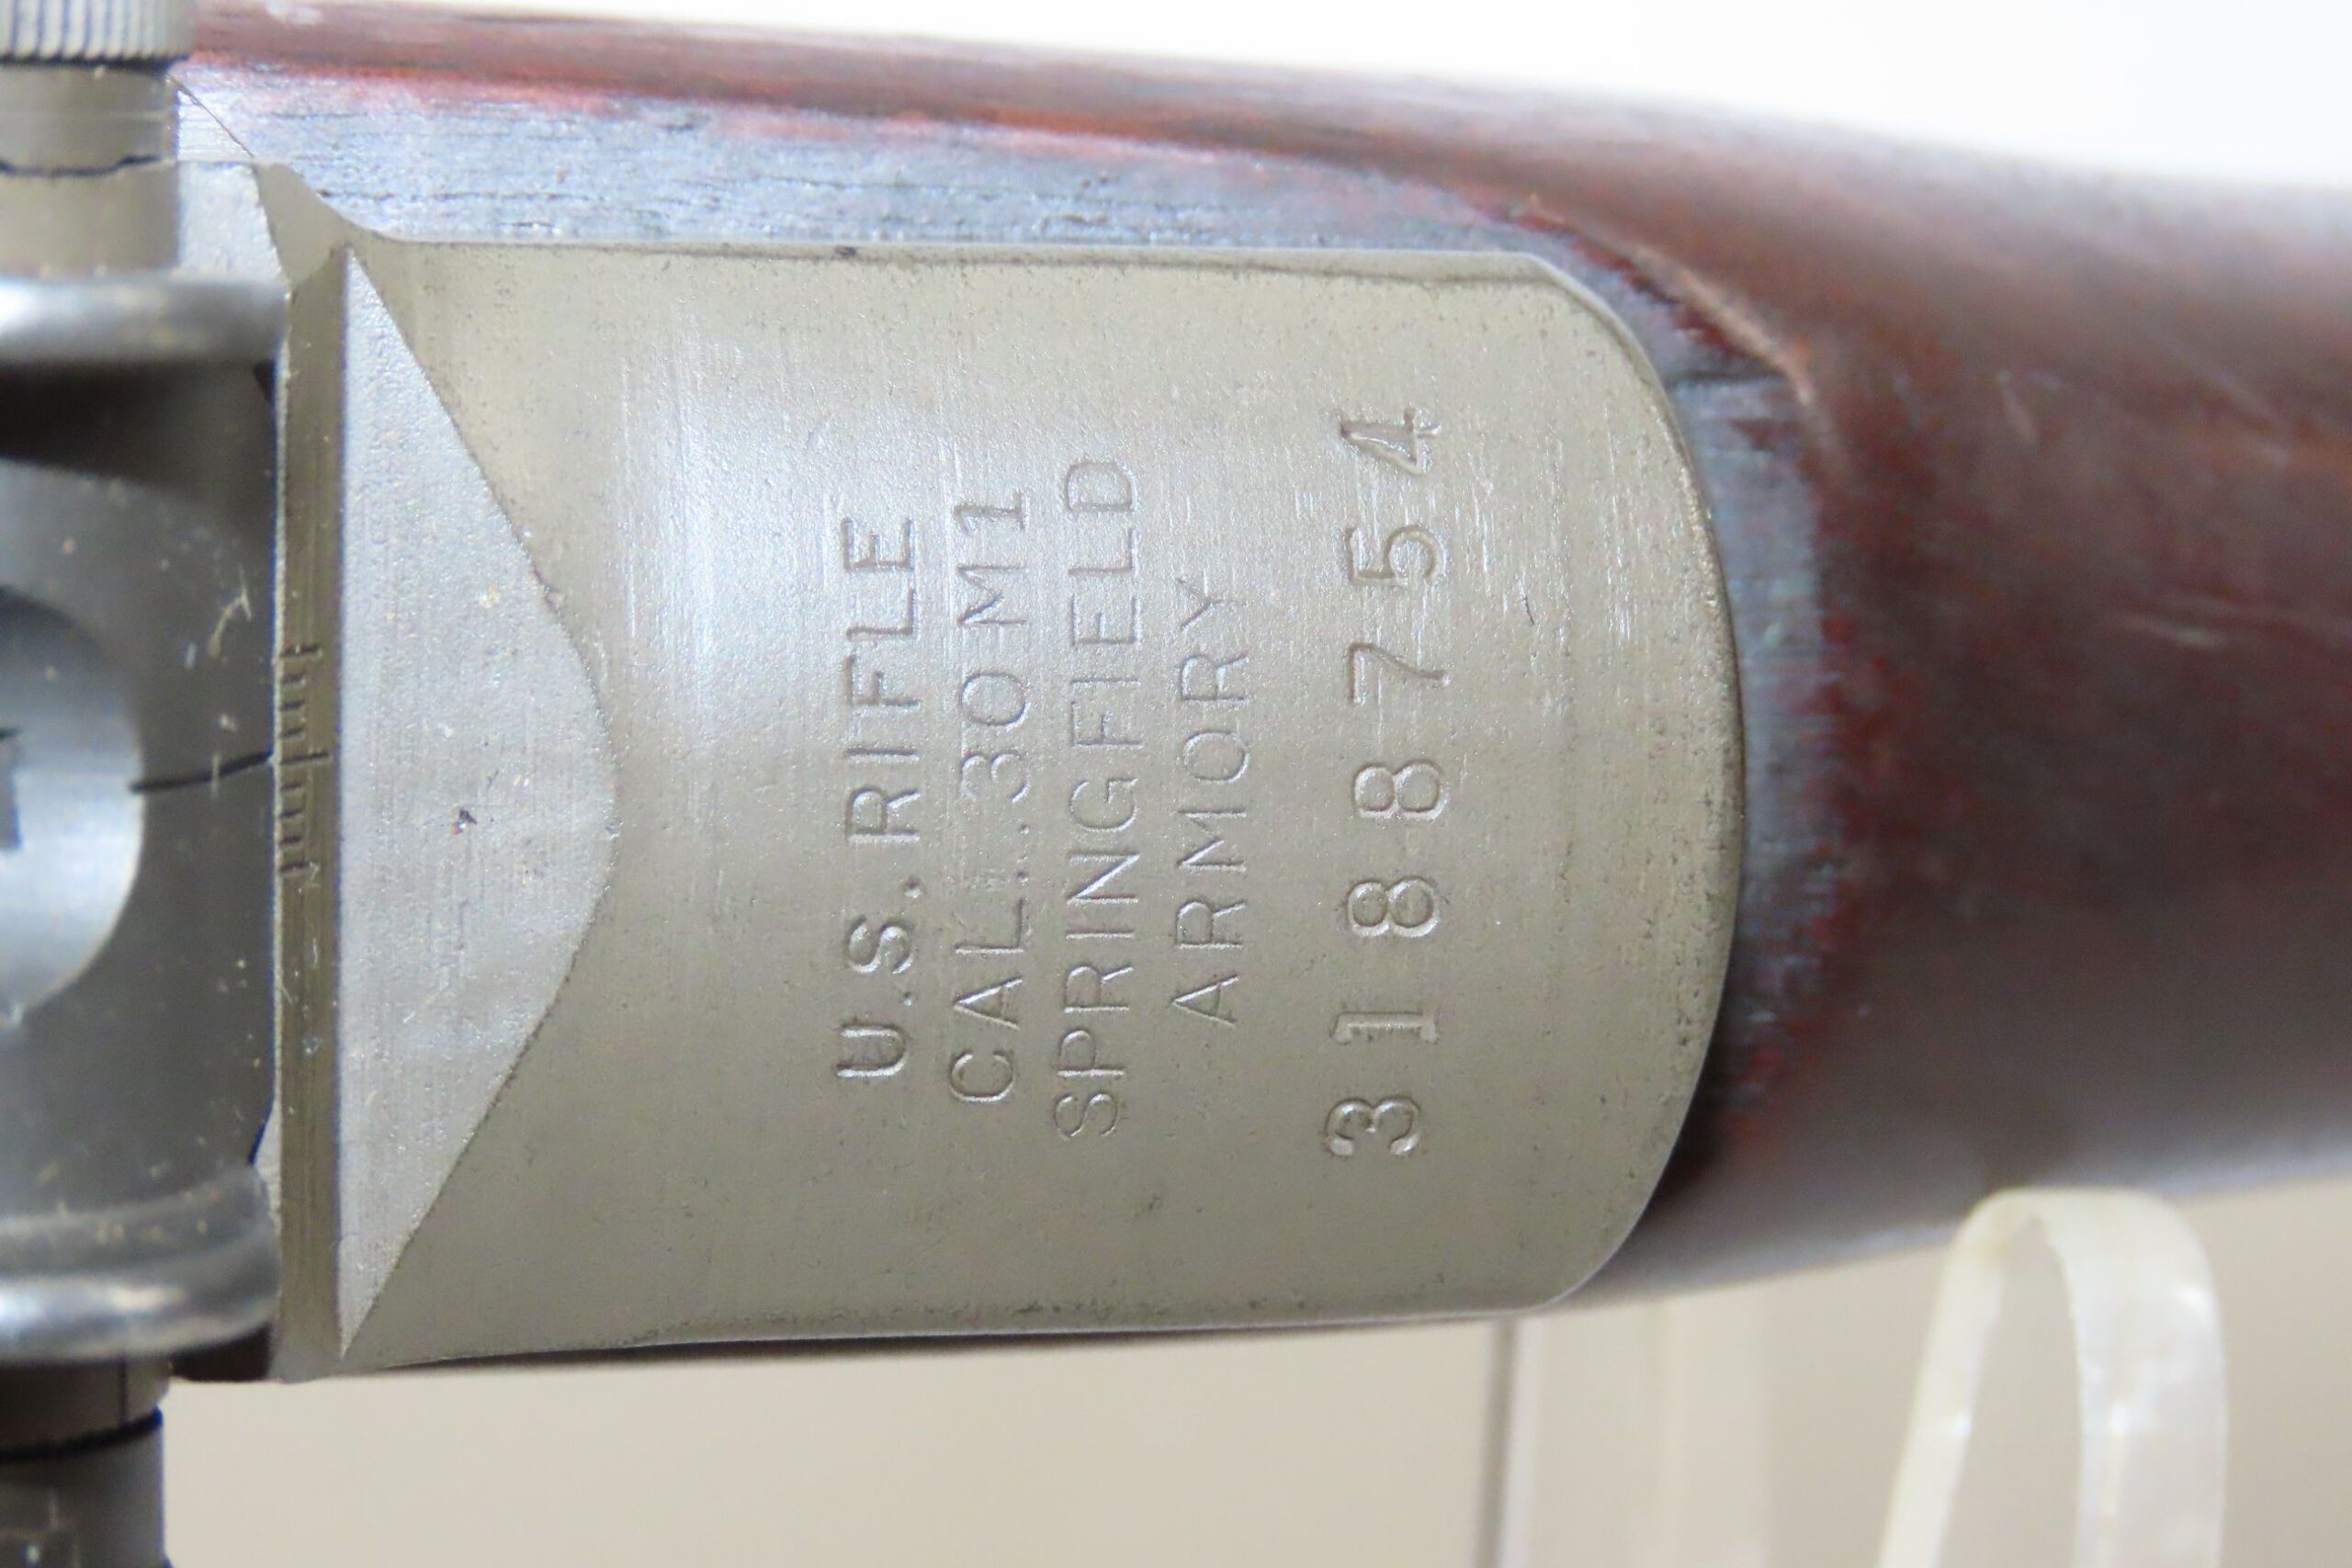 U.S. RIFLE
CAL. .30 M1
SPRINGFIELD
ARMORY
3188754